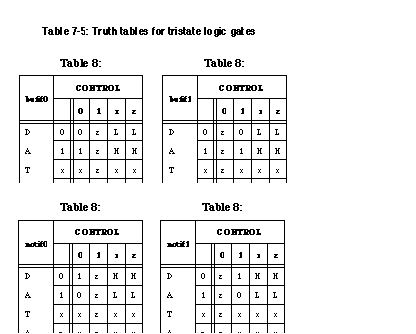 Table 7-5: Truth tables for tristate logic gates
Table 8: Table 8:
bufif0 CONTROL bufif1 CONTROL
0 1 x z 0 1 x z
D 0 0 z L L D 0 z 0 L L
A 1 1 z H H A 1 z 1 H H
T x x z x x T x z x x x
Table 8: Table 8:
notif0 CONTROL notif1 CONTROL
0 1 x z 0 1 x z
D 0 1 z H H D 0 z 1 H H
A 1 0 z L L A 1 z 0 L L
T x x z x x T x z x x x